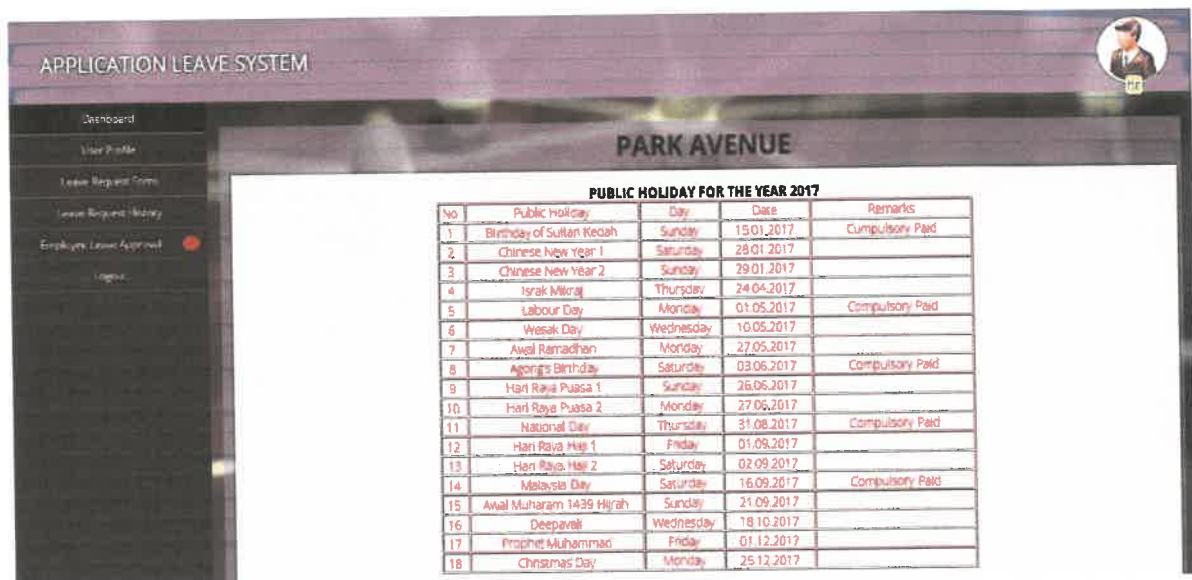 APPLICATION LEAVE SYSTEM
ME
Dashboard
User Profile
Leave Request Forms
Leave Request History
Employee Leave Approval
Logout
PARK AVENUE
PUBLIC HOLIDAY FOR THE YEAR 2017
No Public Holiday Day Date Remarks
1 Birthday of Sultan Kedah Sunday 15.01.2017 Cumpulsory Paid
2 Chinese New Year 1 Saturday 28.01.2017
3 Chinese New Year 2 Sunday 29.01.2017
4 Israk Mikraj Thursday 24.04.2017
5 Labour Day Monday 01.05.2017 Compulsory Paid
6 Wesak Day Wednesday 10.05.2017
7 Awal Ramadhan Monday 27.05.2017
8 Agong's Birthday Saturday 03.06.2017 Compulsory Paid
9 Hari Raya Puasa 1 Sunday 26.06.2017
10 Hari Raya Puasa 2 Monday 27.06.2017
11 National Day Thursday 31.08.2017 Compulsory Paid
12 Hari Raya Haji 1 Friday 01.09.2017
13 Hari Raya Haji 2 Saturday 02.09.2017
14 Malaysia Day Saturday 16.09.2017 Compulsory Paid
15 Awal Muharam 1439 Hijrah Sunday 21.09.2017
16 Deepavali Wednesday 18.10.2017
17 Prophet Muhammad Friday 01.12.2017
18 Christmas Day Monday 25.12.2017